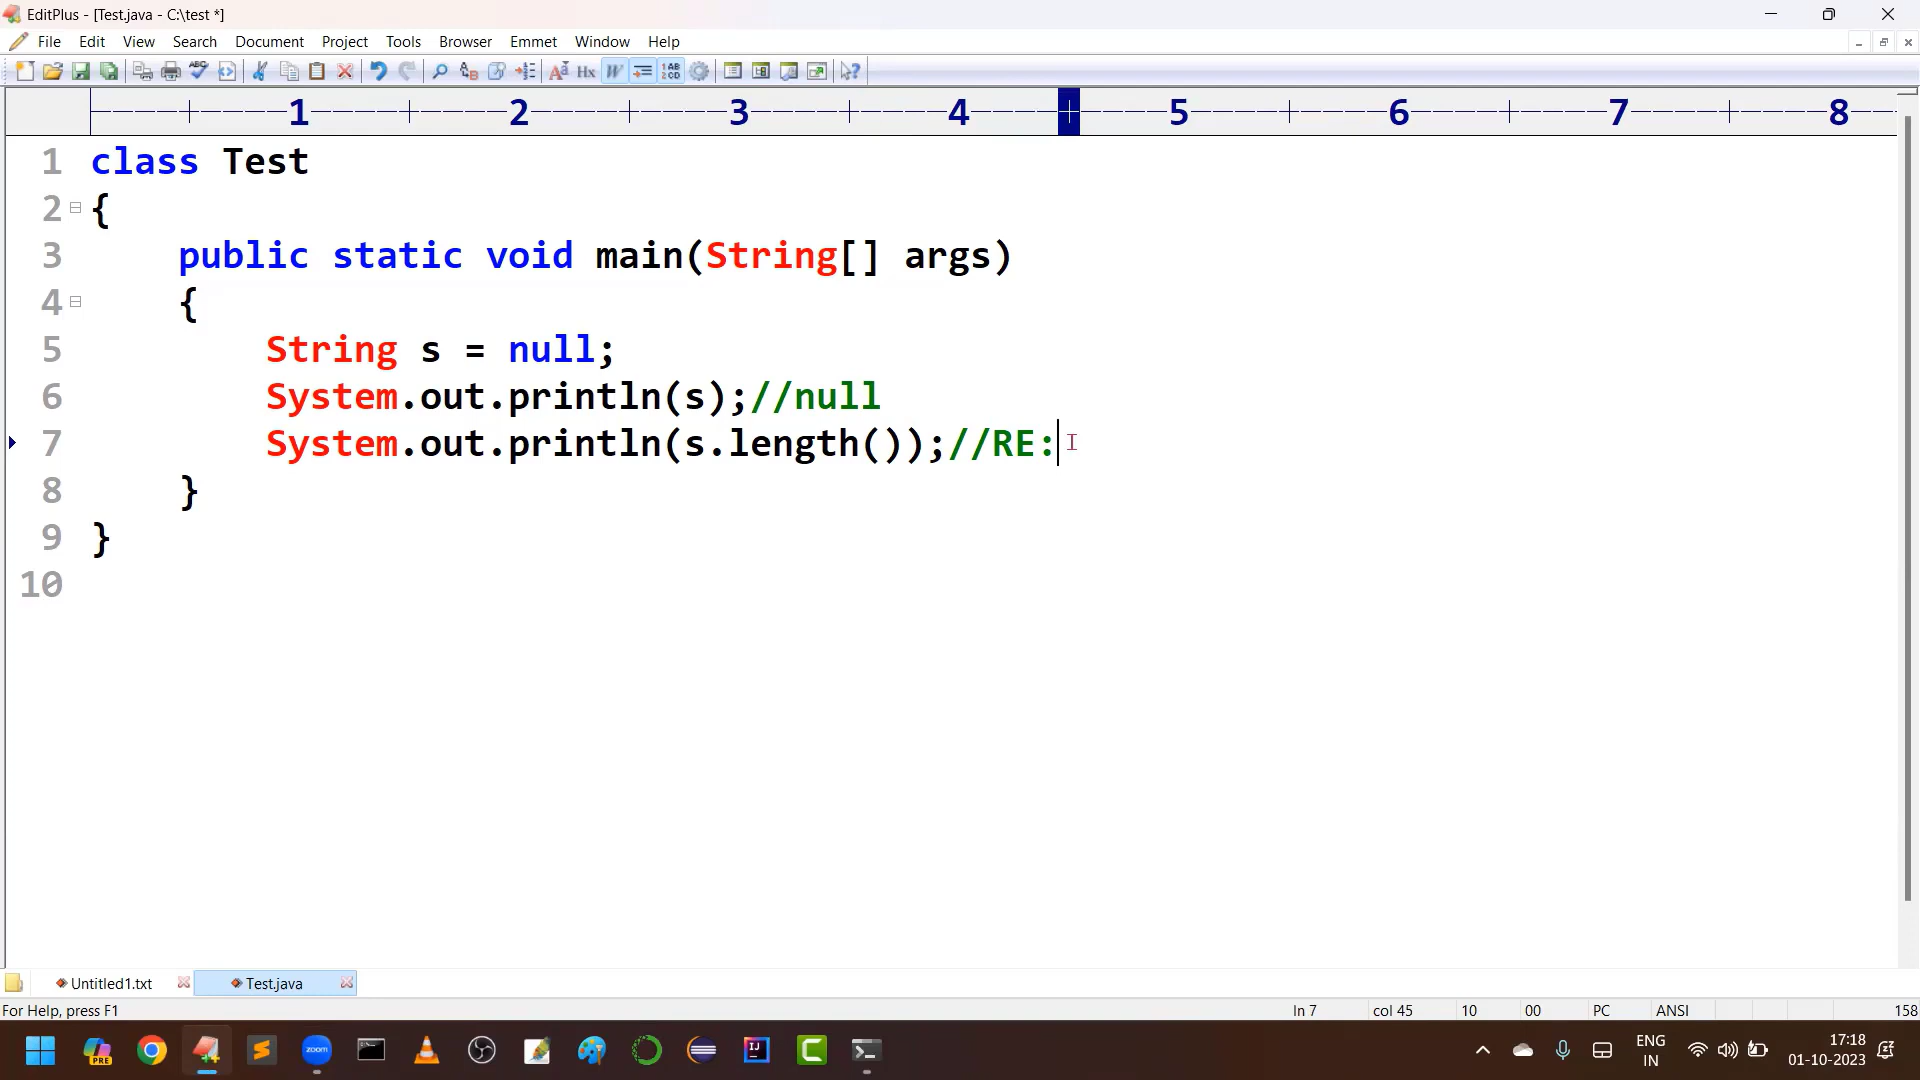 EditPlus - [Test.java - C:\test *]
File Edit View Search Document Project Tools Browser Emmet Window Help
1 2 3 4 5 6 7 8
1 class Test
2 {
3 public static void main(String[] args)
4 {
5 String s = null;
6 System.out.println(s);//null
7 System.out.println(s.length());//RE:
8 }
9 }
10
Untitled1.txt Test.java
For Help, press F1 ln 7 col 45 10 00 PC ANSI 158
PRE zoom IJ C ENG 17:18
IN 01-10-2023